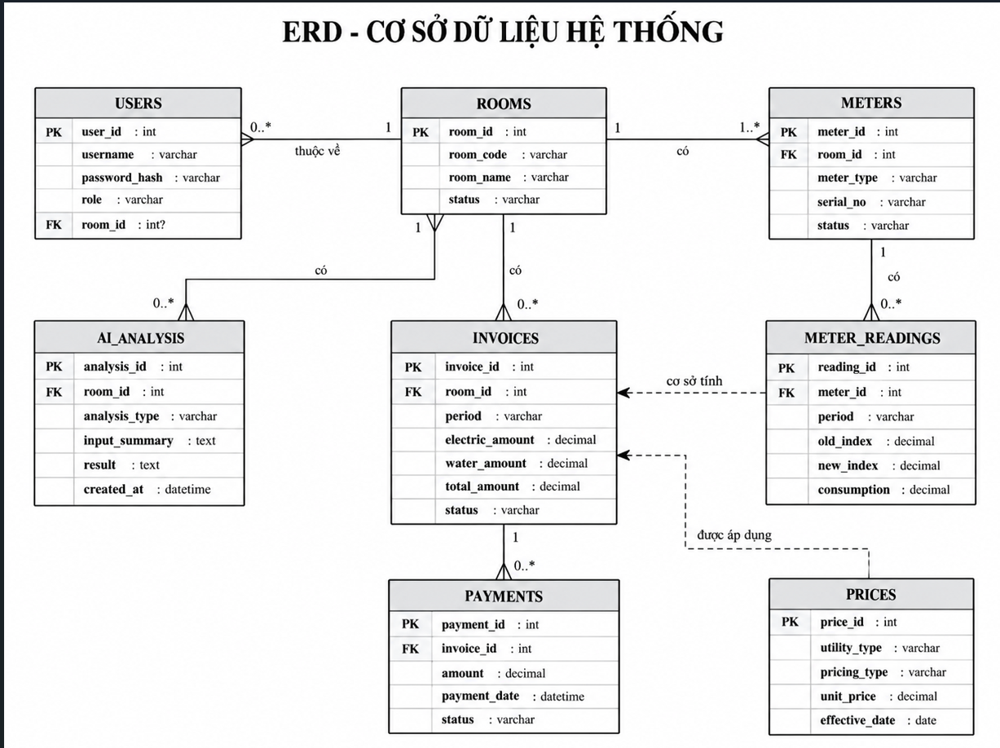 ERD - CƠ SỞ DỮ LIỆU HỆ THỐNG
USERS
PK user_id : int
username : varchar
password_hash : varchar
role : varchar
FK room_id : int?
0..* 1
thuộc về
ROOMS
PK room_id : int
room_code : varchar
room_name : varchar
status : varchar
1 1..*
có
METERS
PK meter_id : int
FK room_id : int
meter_type : varchar
serial_no : varchar
status : varchar
1
có
0..*
1
có
0..*
1
có
0..*
AI_ANALYSIS
PK analysis_id : int
FK room_id : int
analysis_type : varchar
input_summary : text
result : text
created_at : datetime
INVOICES
PK invoice_id : int
FK room_id : int
period : varchar
electric_amount : decimal
water_amount : decimal
total_amount : decimal
status : varchar
cơ sở tính
METER_READINGS
PK reading_id : int
FK meter_id : int
period : varchar
old_index : decimal
new_index : decimal
consumption : decimal
được áp dụng
1
0..*
PAYMENTS
PK payment_id : int
FK invoice_id : int
amount : decimal
payment_date : datetime
status : varchar
PRICES
PK price_id : int
utility_type : varchar
pricing_type : varchar
unit_price : decimal
effective_date : date